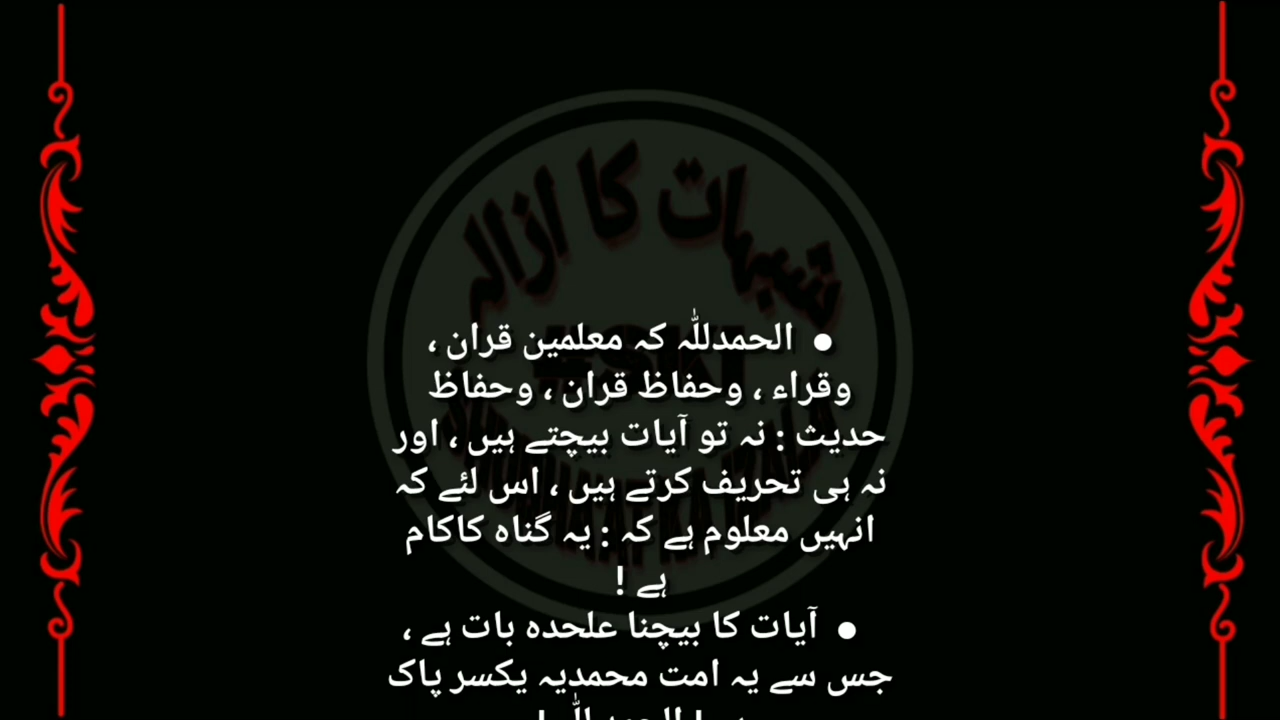 شبہات کا ازالہ
● الحمدللّٰہ کہ معلمین قران ،
وقراء ، وحفاظ قران ، وحفاظ
حدیث : نہ تو آیات بیچتے ہیں ، اور
نہ ہی تحریف کرتے ہیں ، اس لئے کہ
انہیں معلوم ہے کہ : یہ گناہ کاکام
ہے !
● آیات کا بیچنا علحدہ بات ہے ،
جس سے یہ امت محمدیہ یکسر پاک